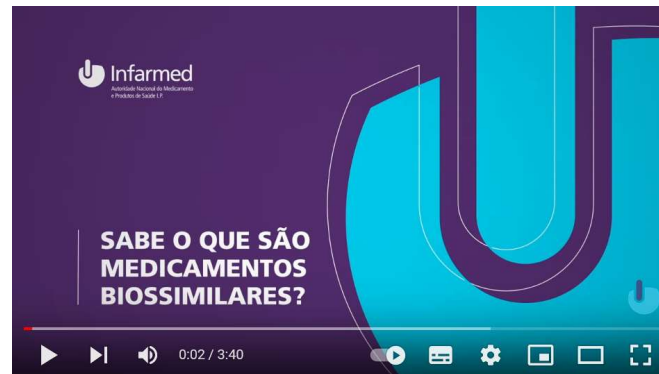 Infarmed
Autoridade Nacional do Medicamento
e Produtos de Saúde I.P.
SABE O QUE SÃO
MEDICAMENTOS
BIOSSIMILARES?
0:02 / 3:40